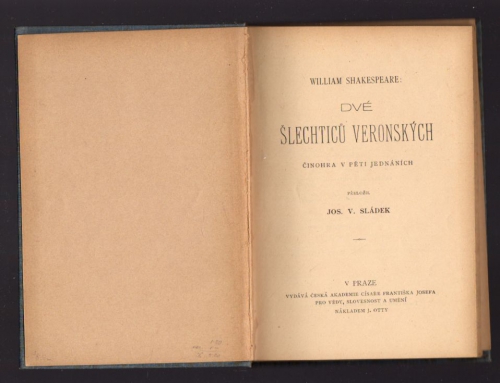 WILLIAM SHAKESPEARE:
DVÉ
ŠLECHTICŮ VERONSKÝCH
ČINOHRA V PĚTI JEDNÁNÍCH
PŘELOŽIL
JOS. V. SLÁDEK
V PRAZE
VYDÁVÁ ČESKÁ AKADEMIE CÍSAŘE FRANTIŠKA JOSEFA
PRO VĚDY, SLOVESNOST A UMĚNÍ
NÁKLADEM J. OTTY